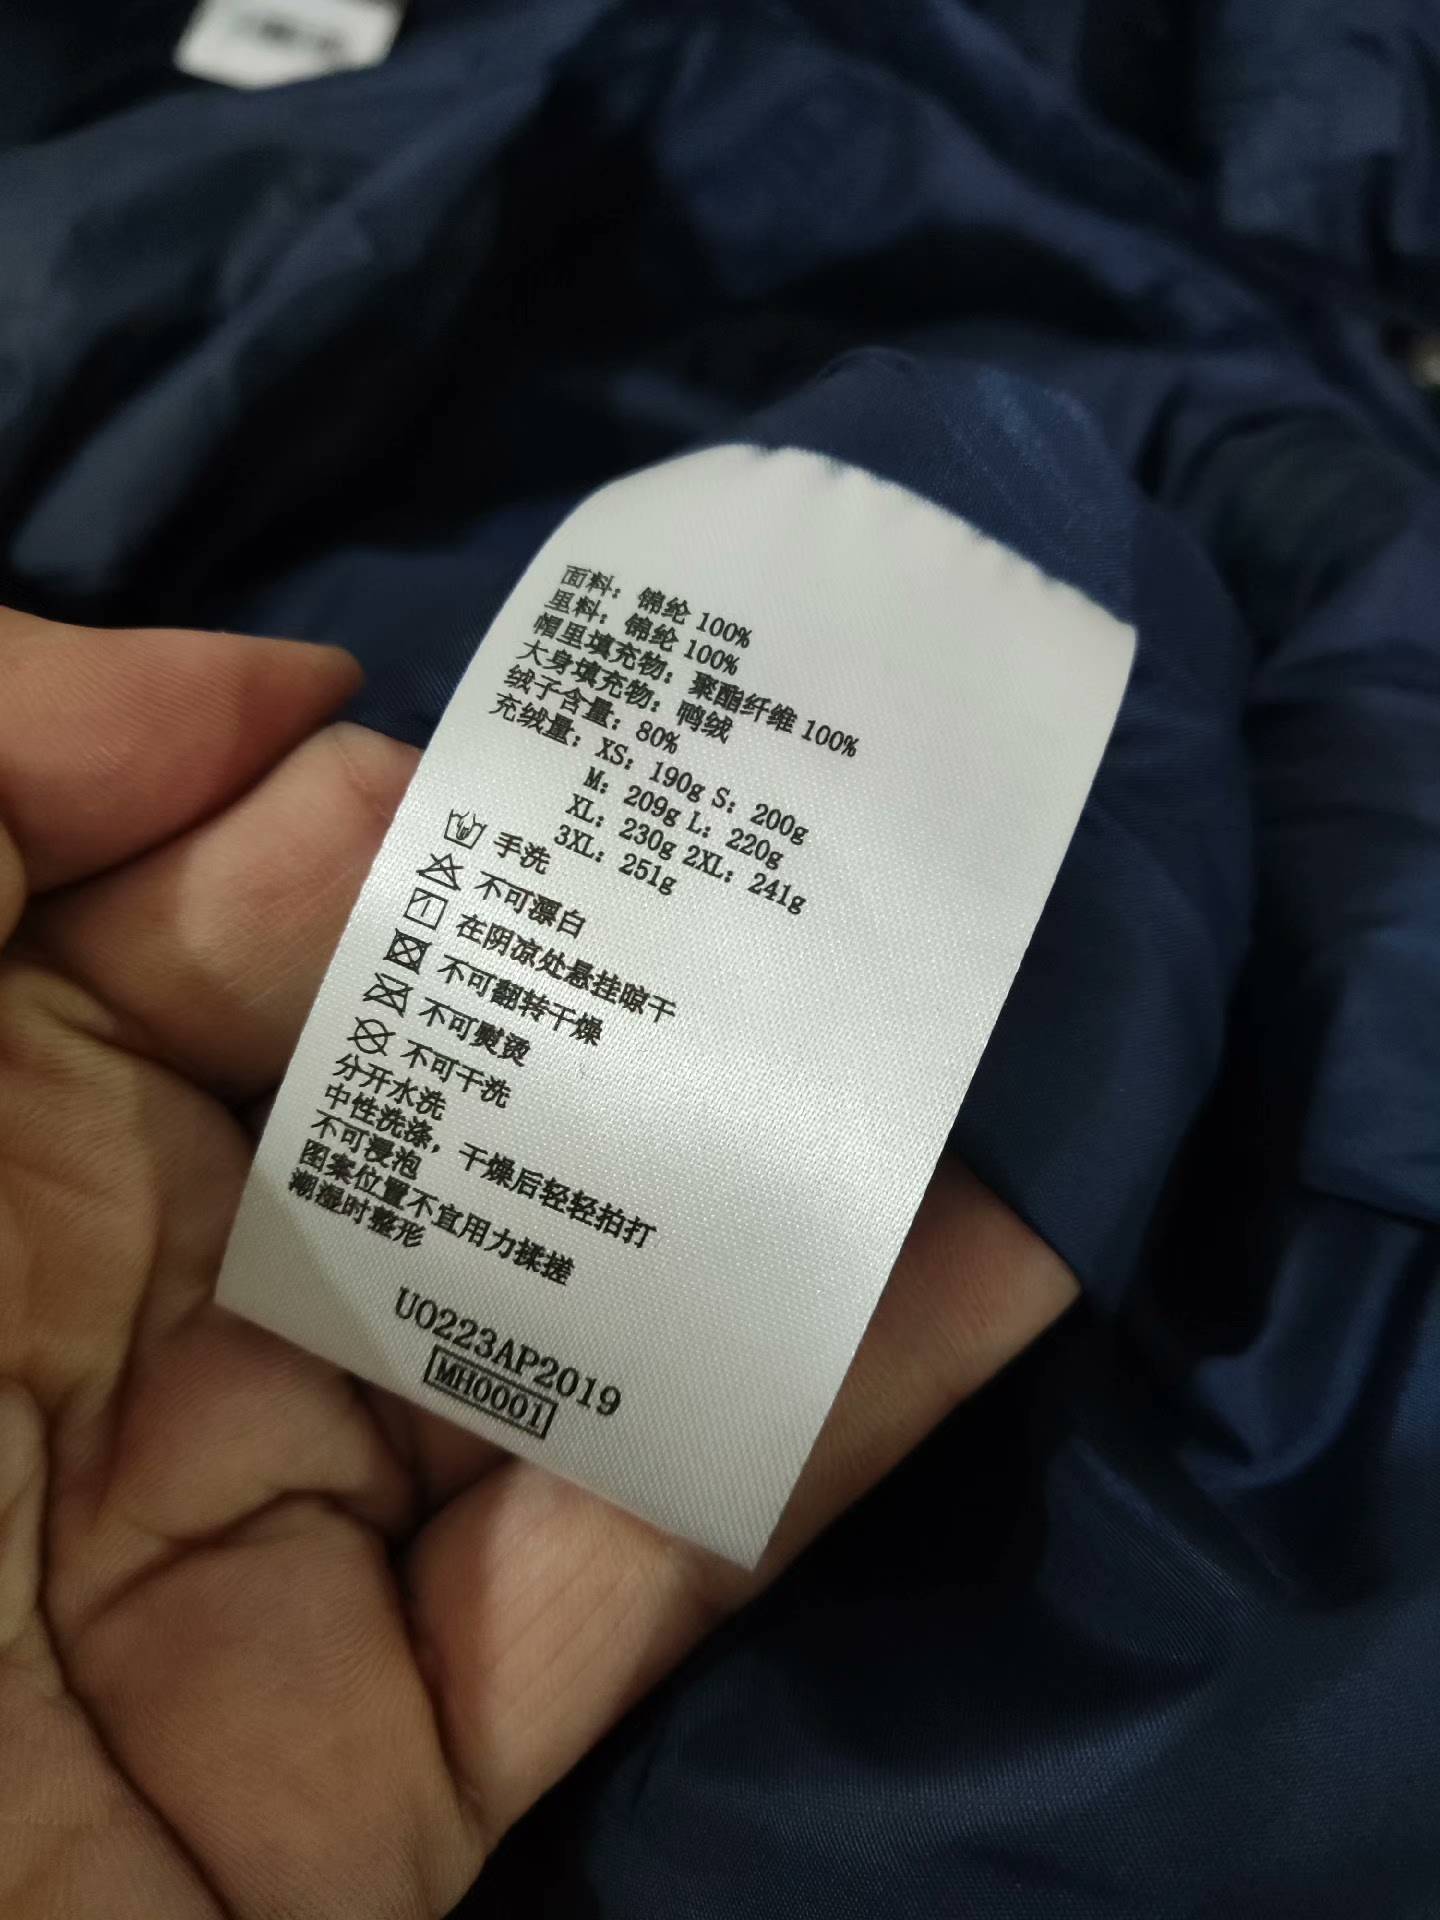 面料：锦纶 100%
里料：锦纶 100%
帽里填充物：聚酯纤维 100%
大身填充物：鸭绒
绒子含量：80%
充绒量：XS：190g S：200g
M：209g L：220g
XL：230g 2XL：241g
3XL：251g
手洗
不可漂白
在阴凉处悬挂晾干
不可翻转干燥
不可熨烫
不可干洗
分开水洗
中性洗涤，干燥后轻轻拍打
不可浸泡
图案位置不宜用力揉搓
潮湿时整形
U0223AP2019
MH0001